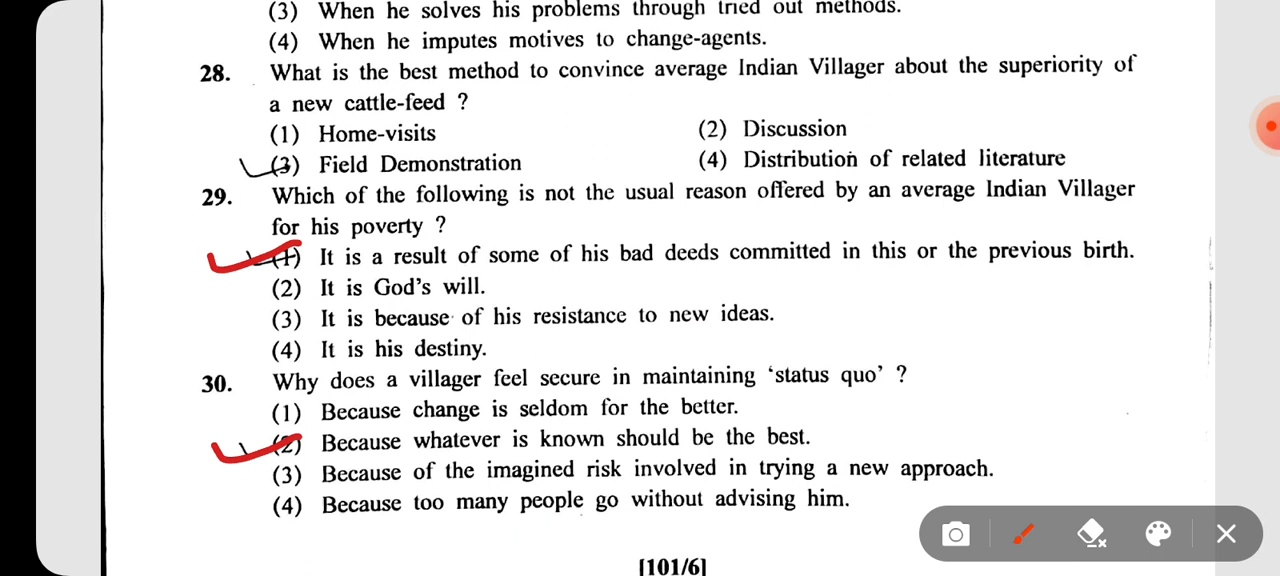 (3) When he solves his problems through tried out methods.
(4) When he imputes motives to change-agents.
28. What is the best method to convince average Indian Villager about the superiority of
a new cattle-feed ?
(1) Home-visits (2) Discussion
(3) Field Demonstration (4) Distribution of related literature
29. Which of the following is not the usual reason offered by an average Indian Villager
for his poverty ?
(1) It is a result of some of his bad deeds committed in this or the previous birth.
(2) It is God's will.
(3) It is because of his resistance to new ideas.
(4) It is his destiny.
30. Why does a villager feel secure in maintaining 'status quo' ?
(1) Because change is seldom for the better.
(2) Because whatever is known should be the best.
(3) Because of the imagined risk involved in trying a new approach.
(4) Because too many people go without advising him.
[101/6]